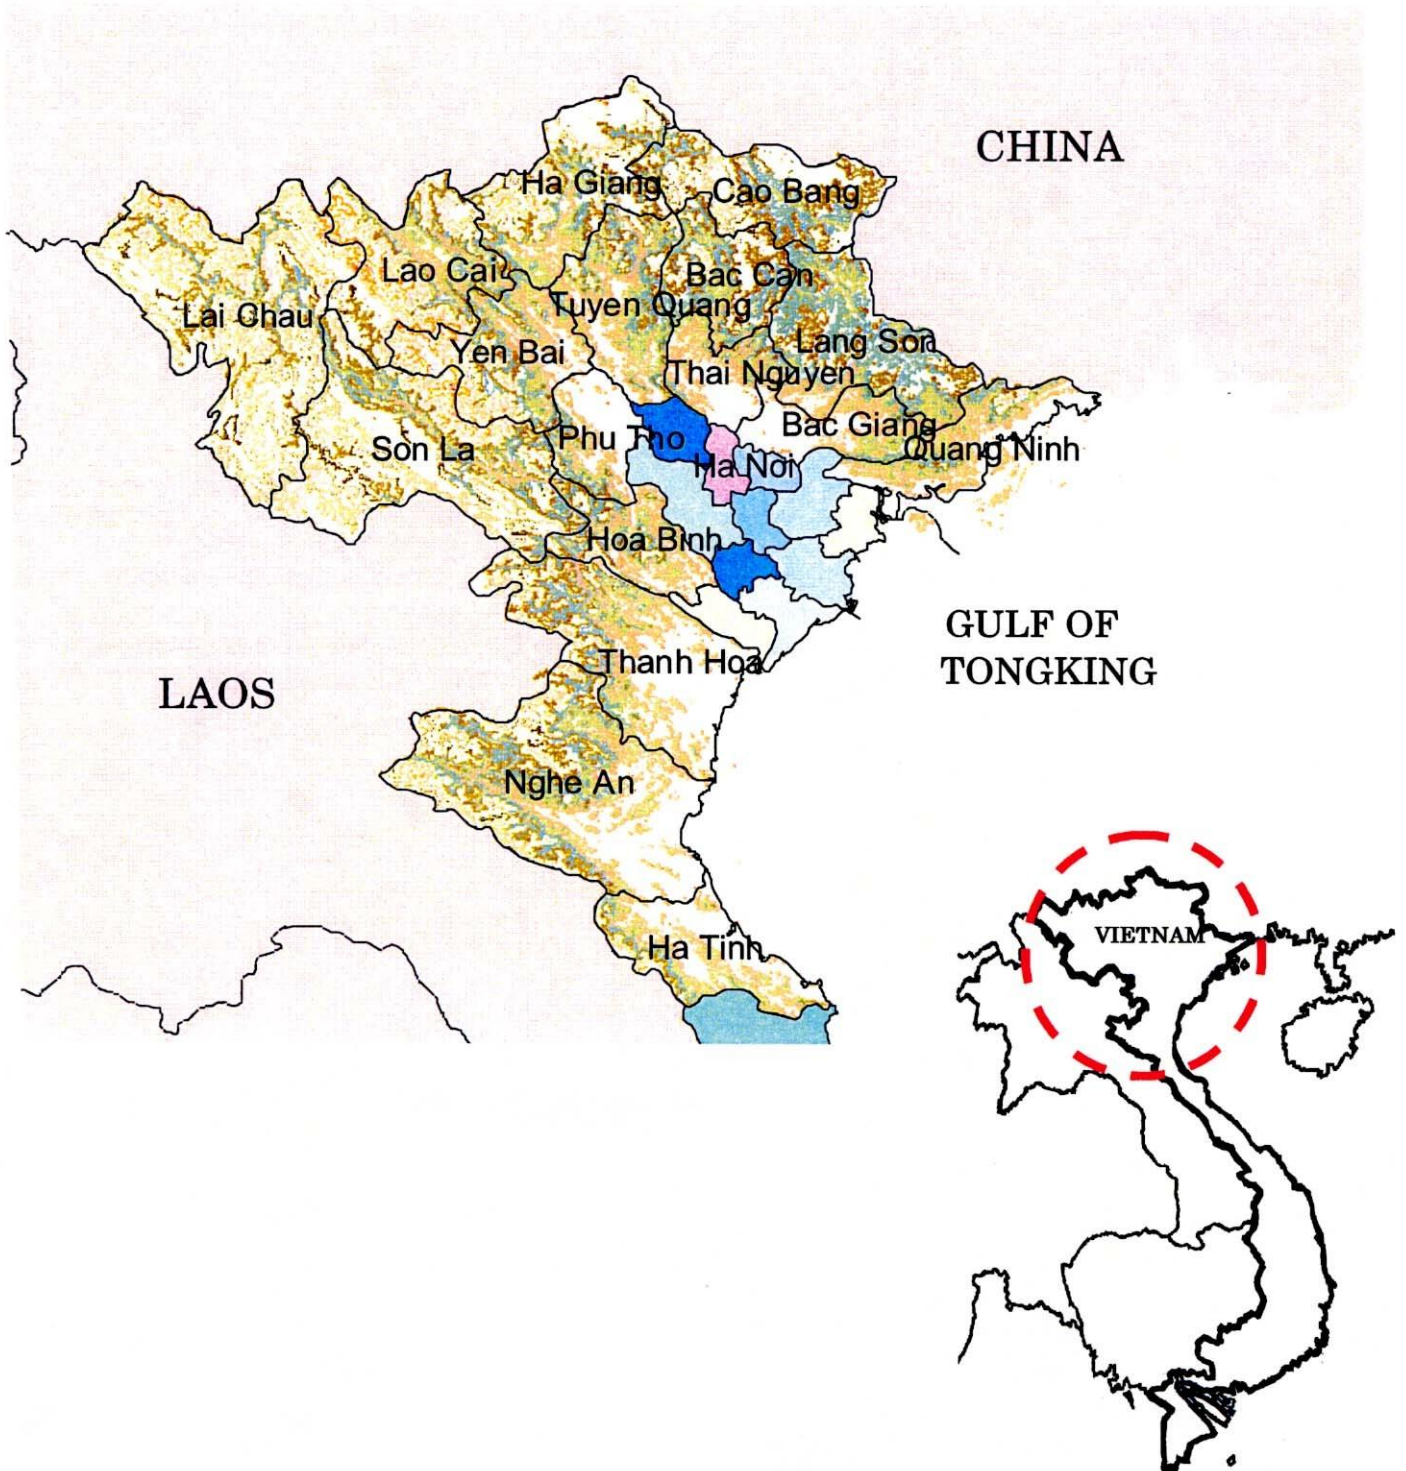 CHINA
Ha Giang
Cao Bang
Lao Cai
Bac Can
Lai Chau
Tuyen Quang
Lang Son
Yen Bai
Thai Nguyen
Phu Tho
Bac Giang
Son La
Quang Ninh
Ha Noi
Hoa Binh
GULF OF
TONGKING
Thanh Hoa
LAOS
Nghe An
Ha Tinh
VIETNAM